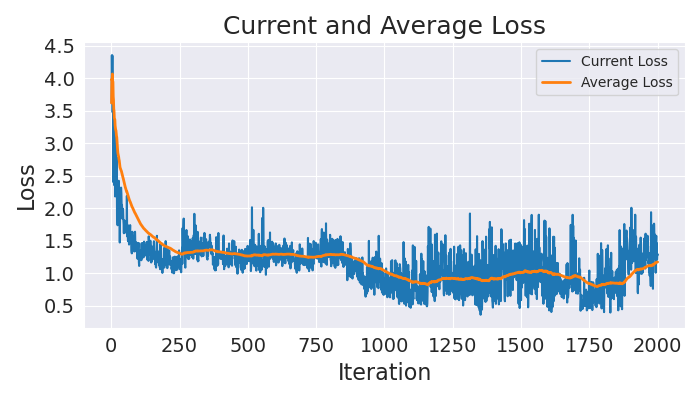 Current and Average Loss
4.5
4.0
3.5
3.0
2.5
2.0
1.5
1.0
0.5
Loss
Current Loss
Average Loss
0 250 500 750 1000 1250 1500 1750 2000
Iteration